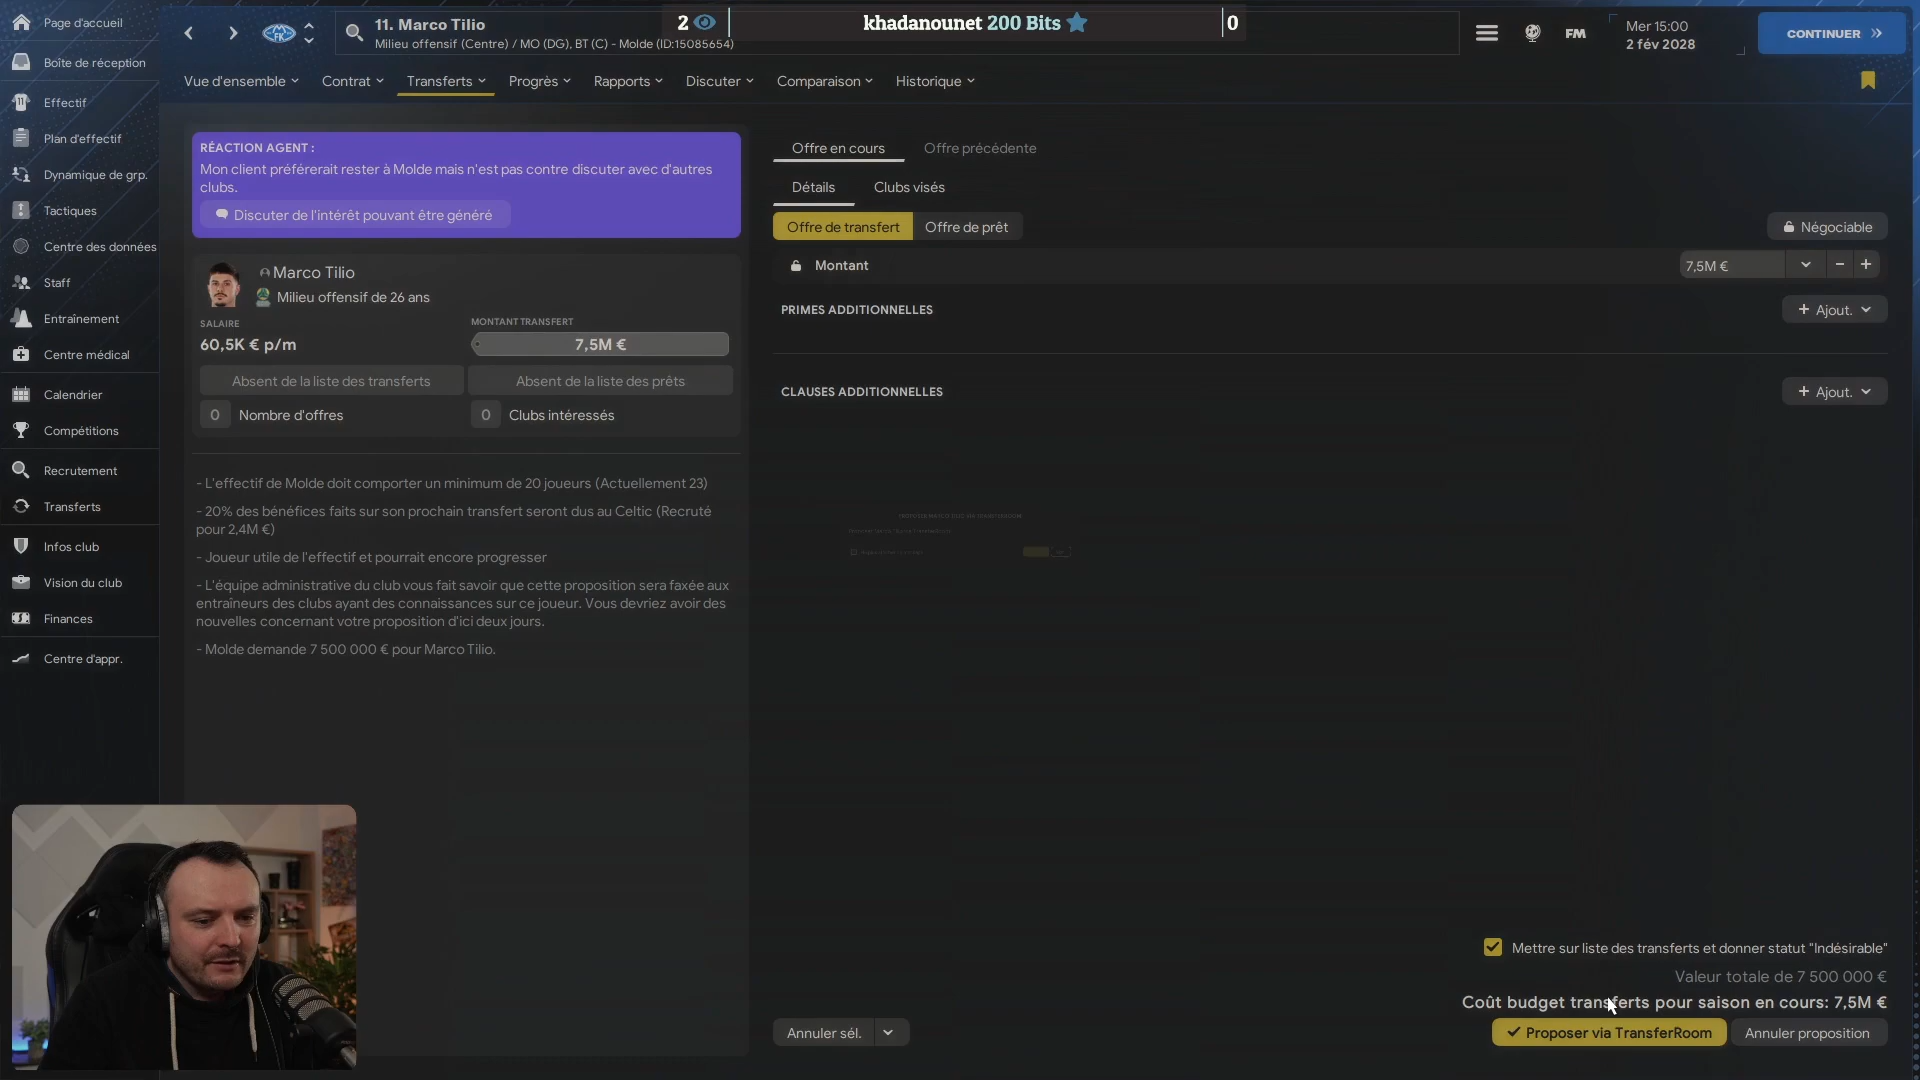 Page d'accueil
Boîte de réception
Effectif
Plan d'effectif
Dynamique de grp.
Tactiques
Centre des données
Staff
Entraînement
Centre médical
Calendrier
Compétitions
Recrutement
Transferts
Infos club
Vision du club
Finances
Centre d'appr.
11. Marco Tilio
Milieu offensif (Centre) / MO (DG), BT (C) - Molde (ID:15085654)
2
khadanounet 200 Bits
0
FM
Mer 15:00
2 fév 2028
CONTINUER
Vue d'ensemble
Contrat
Transferts
Progrès
Rapports
Discuter
Comparaison
Historique
RÉACTION AGENT :
Mon client préférerait rester à Molde mais n'est pas contre discuter avec d'autres
clubs.
Discuter de l'intérêt pouvant être généré
Marco Tilio
Milieu offensif de 26 ans
SALAIRE
60,5K € p/m
MONTANT TRANSFERT
7,5M €
Absent de la liste des transferts
Absent de la liste des prêts
0 Nombre d'offres
0 Clubs intéressés
- L'effectif de Molde doit comporter un minimum de 20 joueurs (Actuellement 23)
- 20% des bénéfices faits sur son prochain transfert seront dus au Celtic (Recruté
pour 2,4M €)
- Joueur utile de l'effectif et pourrait encore progresser
- L'équipe administrative du club vous fait savoir que cette proposition sera faxée aux
entraîneurs des clubs ayant des connaissances sur ce joueur. Vous devriez avoir des
nouvelles concernant votre proposition d'ici deux jours.
- Molde demande 7 500 000 € pour Marco Tilio.
Offre en cours
Offre précédente
Détails
Clubs visés
Offre de transfert
Offre de prêt
Négociable
Montant
7,5M €
PRIMES ADDITIONNELLES
+ Ajout.
CLAUSES ADDITIONNELLES
+ Ajout.
Mettre sur liste des transferts et donner statut "Indésirable"
Valeur totale de 7 500 000 €
Coût budget transferts pour saison en cours: 7,5M €
Annuler sél.
Proposer via TransferRoom
Annuler proposition